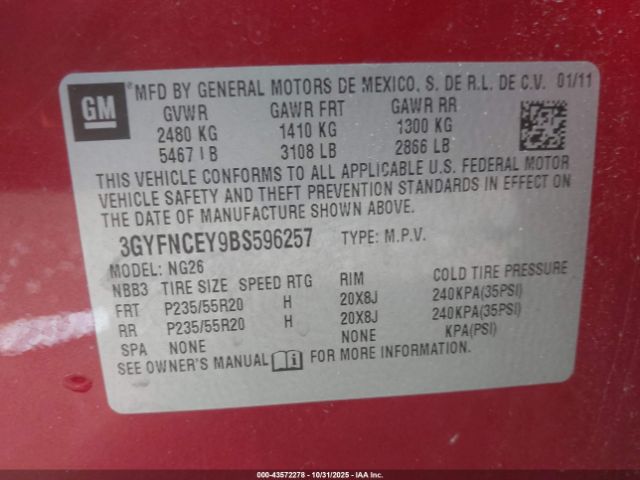 GM
MFD BY GENERAL MOTORS DE MEXICO, S. DE R.L. DE C.V. 01/11
GVWR GAWR FRT GAWR RR
2480 KG 1410 KG 1300 KG
5467 LB 3108 LB 2866 LB
THIS VEHICLE CONFORMS TO ALL APPLICABLE U.S. FEDERAL MOTOR
VEHICLE SAFETY AND THEFT PREVENTION STANDARDS IN EFFECT ON
THE DATE OF MANUFACTURE SHOWN ABOVE.
3GYFNCEY9BS596257 TYPE: M.P.V.
MODEL: NG26
NBB3 TIRE SIZE SPEED RTG RIM COLD TIRE PRESSURE
FRT P235/55R20 H 20X8J 240KPA(35PSI)
RR P235/55R20 H 20X8J 240KPA(35PSI)
SPA NONE NONE KPA(PSI)
SEE OWNER'S MANUAL FOR MORE INFORMATION.
000-43572278 - 10/31/2025 - IAA Inc.